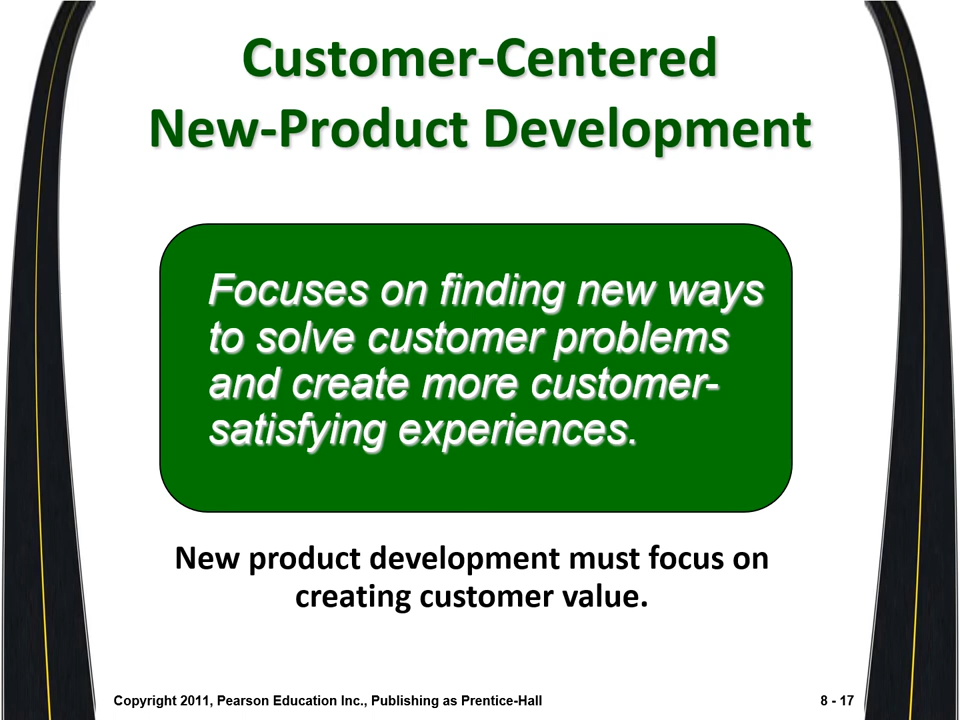 Customer-Centered
New-Product Development
Focuses on finding new ways
to solve customer problems
and create more customer-
satisfying experiences.
New product development must focus on
creating customer value.
Copyright 2011, Pearson Education Inc., Publishing as Prentice-Hall
8 - 17